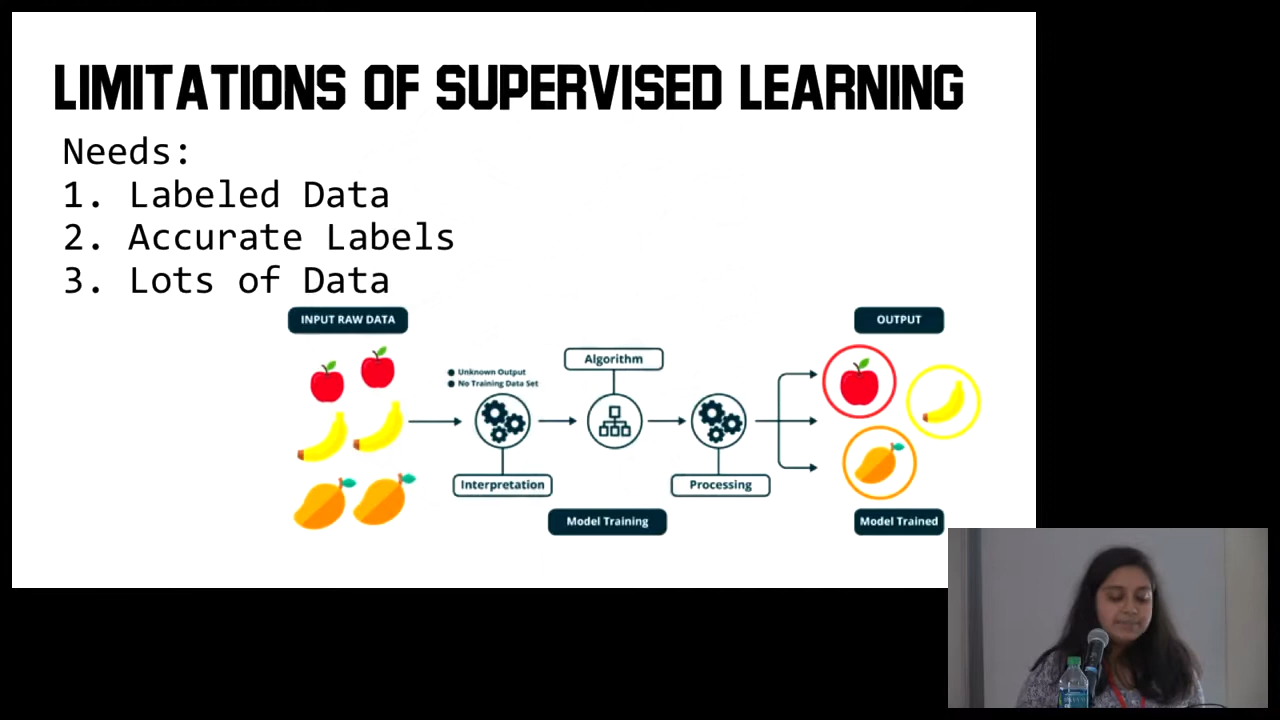 LIMITATIONS OF SUPERVISED LEARNING
Needs:
1. Labeled Data
2. Accurate Labels
3. Lots of Data
INPUT RAW DATA
OUTPUT
Algorithm
● Unknown Output
● No Training Data Set
Interpretation
Processing
Model Training
Model Trained